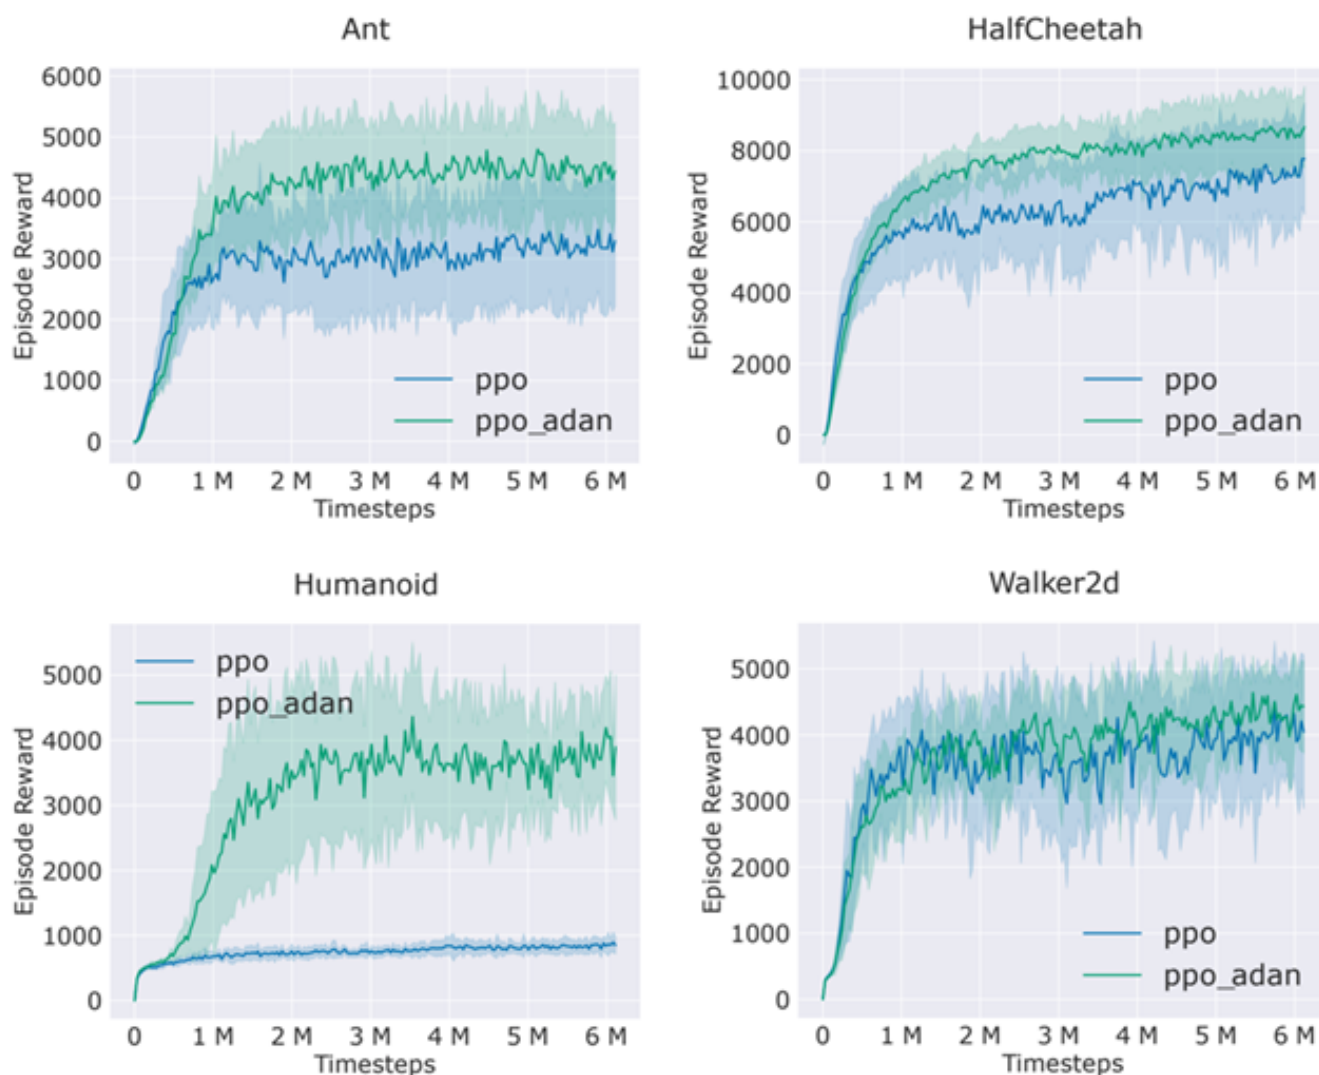 Ant
6000
5000
4000
3000
2000
1000
0
Episode Reward
ppo
ppo_adan
0 1 M 2 M 3 M 4 M 5 M 6 M
Timesteps
HalfCheetah
10000
8000
6000
4000
2000
0
Episode Reward
ppo
ppo_adan
0 1 M 2 M 3 M 4 M 5 M 6 M
Timesteps
Humanoid
5000
4000
3000
2000
1000
0
Episode Reward
ppo
ppo_adan
0 1 M 2 M 3 M 4 M 5 M 6 M
Timesteps
Walker2d
5000
4000
3000
2000
1000
0
Episode Reward
ppo
ppo_adan
0 1 M 2 M 3 M 4 M 5 M 6 M
Timesteps